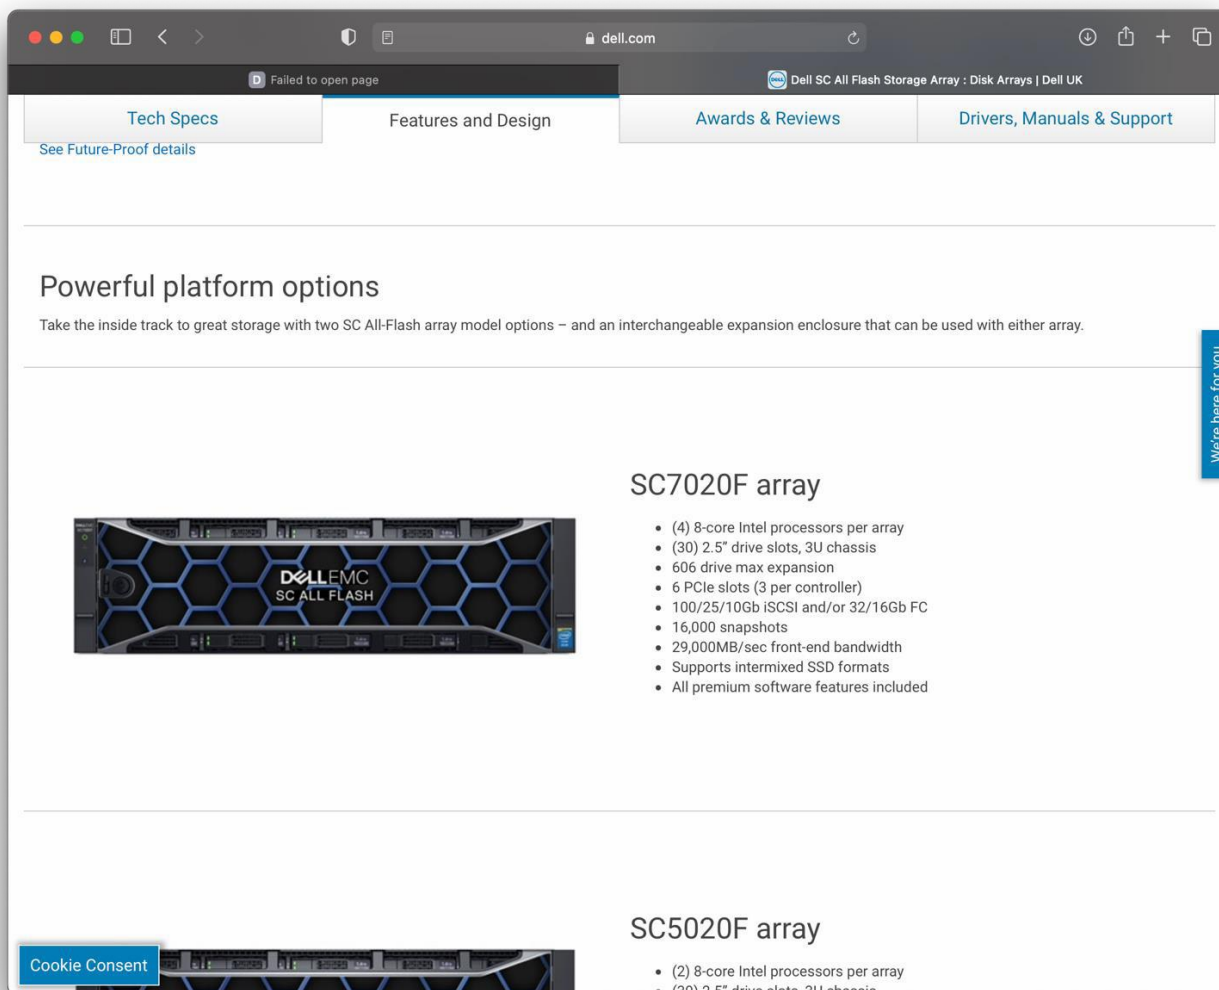 dell.com
Failed to open page
Dell SC All Flash Storage Array : Disk Arrays | Dell UK
Tech Specs
Features and Design
Awards & Reviews
Drivers, Manuals & Support
See Future-Proof details
Powerful platform options
Take the inside track to great storage with two SC All-Flash array model options – and an interchangeable expansion enclosure that can be used with either array.
We're here for you
SC7020F array
(4) 8-core Intel processors per array
(30) 2.5” drive slots, 3U chassis
606 drive max expansion
6 PCIe slots (3 per controller)
100/25/10Gb iSCSI and/or 32/16Gb FC
16,000 snapshots
29,000MB/sec front-end bandwidth
Supports intermixed SSD formats
All premium software features included
DELLEMC
SC ALL FLASH
SC5020F array
(2) 8-core Intel processors per array
(30) 2.5” drive slots, 3U chassis
Cookie Consent